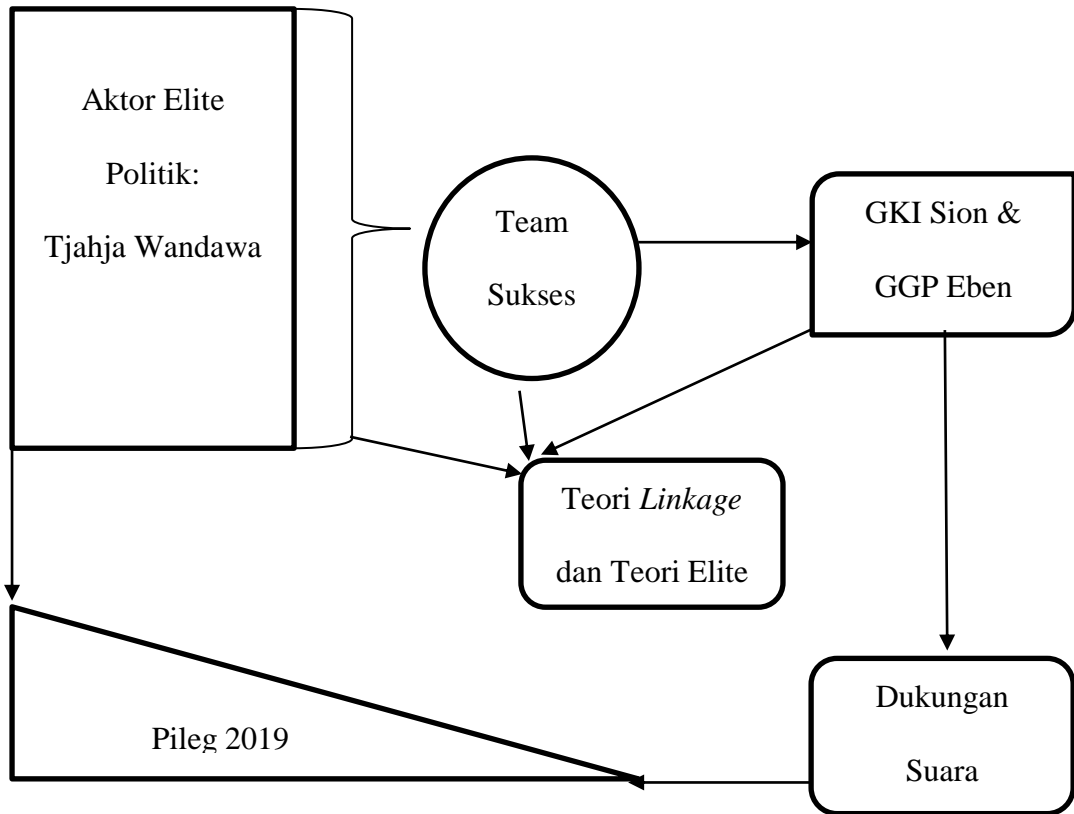 Aktor Elite
Politik:
Tjahja Wandawa
Team
Sukses
GKI Sion &
GGP Eben
Teori Linkage
dan Teori Elite
Pileg 2019
Dukungan
Suara